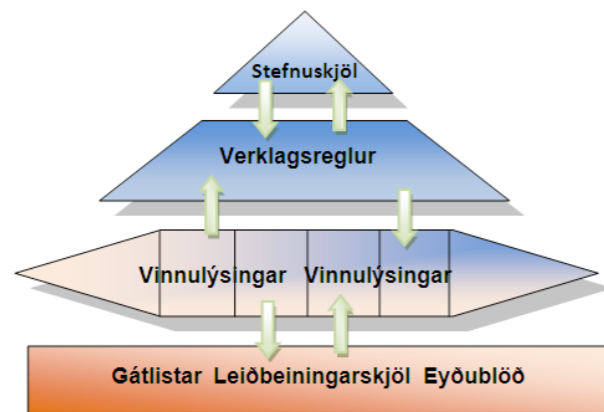 Stefnuskjöl
Verklagsreglur
Vinnulýsingar Vinnulýsingar
Gátlistar Leiðbeiningarskjöl Eyðublöð